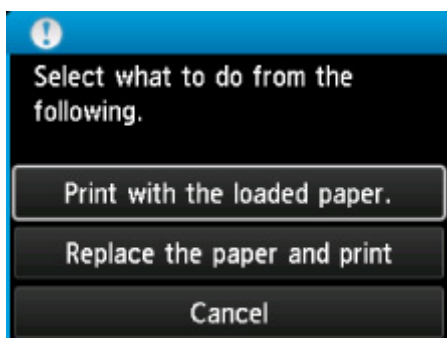 Select what to do from the
following.
Print with the loaded paper.
Replace the paper and print
Cancel